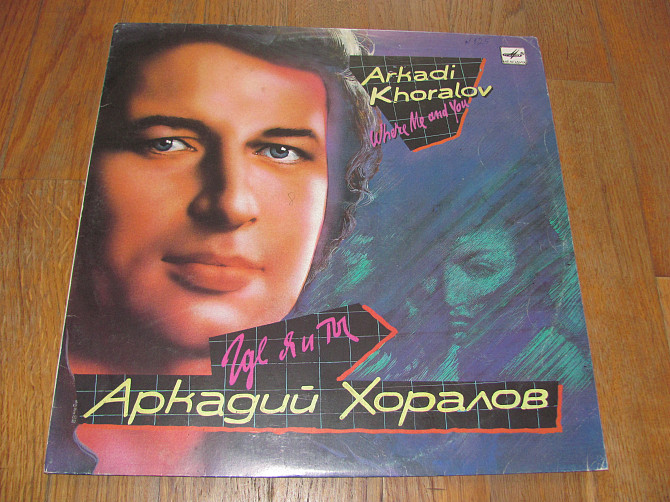 Arkadi
Khoralov
Where Me and You
Где я и ты
Аркадий Хоралов